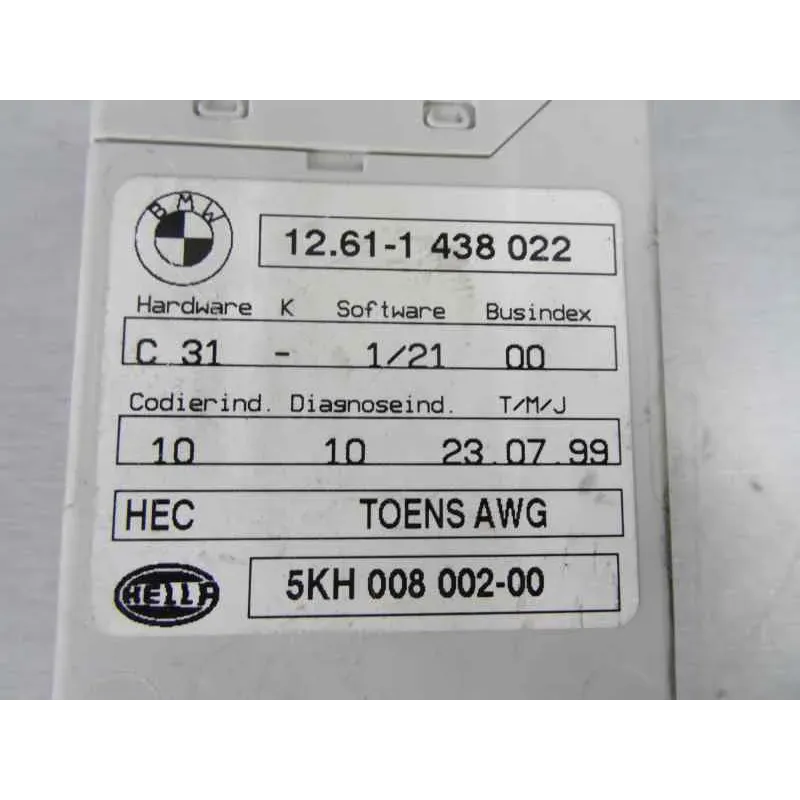 BMW 12.61-1 438 022
Hardware K Software Busindex
C 31 - 1/21 00
Codierind. Diagnoseind. T/M/J
10 10 23.07.99
HEC TOENS AWG
HELLA 5KH 008 002-00